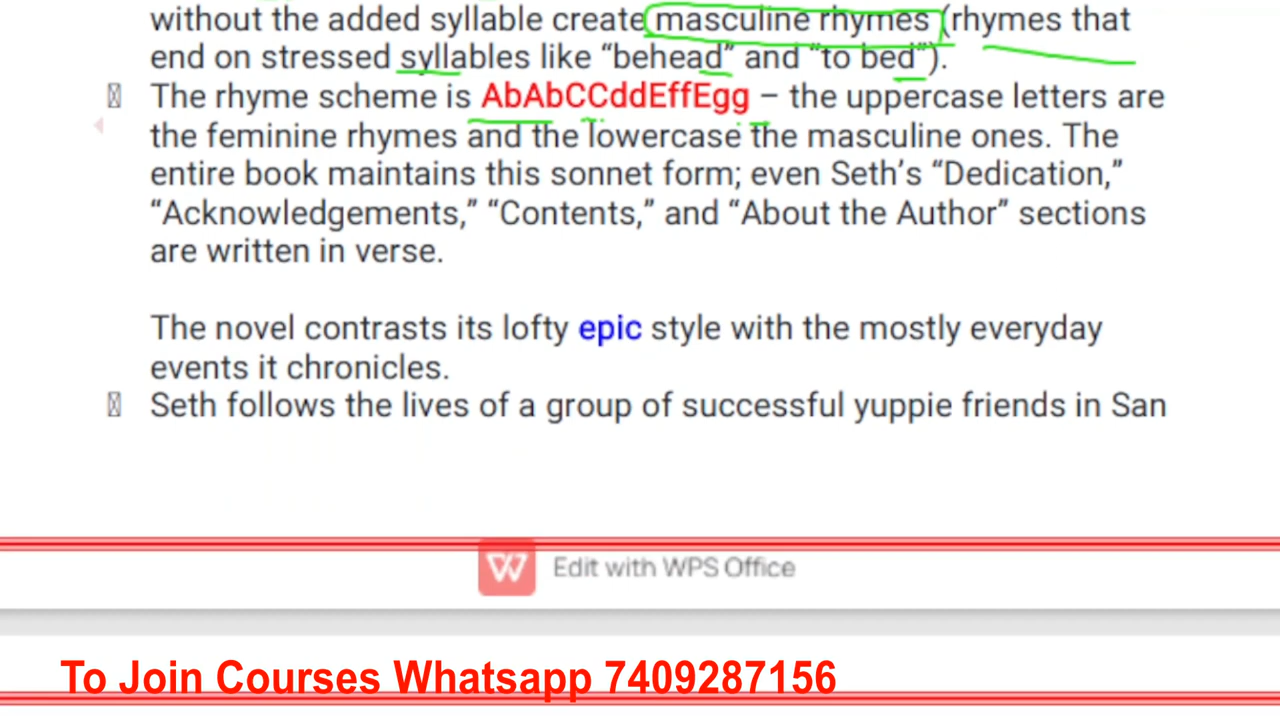 without the added syllable create masculine rhymes (rhymes that
end on stressed syllables like “behead” and “to bed”).
The rhyme scheme is AbAbCCddEffEgg – the uppercase letters are
the feminine rhymes and the lowercase the masculine ones. The
entire book maintains this sonnet form; even Seth’s “Dedication,”
“Acknowledgements,” “Contents,” and “About the Author” sections
are written in verse.
The novel contrasts its lofty epic style with the mostly everyday
events it chronicles.
Seth follows the lives of a group of successful yuppie friends in San
Edit with WPS Office
To Join Courses Whatsapp 7409287156